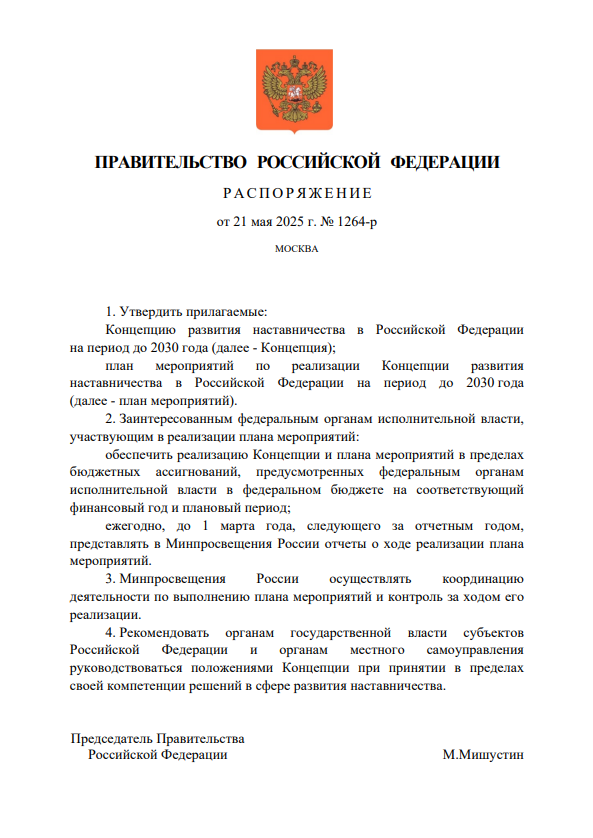 ПРАВИТЕЛЬСТВО РОССИЙСКОЙ ФЕДЕРАЦИИ
РАСПОРЯЖЕНИЕ
от 21 мая 2025 г. № 1264-р
МОСКВА
1. Утвердить прилагаемые:
Концепцию развития наставничества в Российской Федерации
на период до 2030 года (далее - Концепция);
план мероприятий по реализации Концепции развития
наставничества в Российской Федерации на период до 2030 года
(далее - план мероприятий).
2. Заинтересованным федеральным органам исполнительной власти,
участвующим в реализации плана мероприятий:
обеспечить реализацию Концепции и плана мероприятий в пределах
бюджетных ассигнований, предусмотренных федеральным органам
исполнительной власти в федеральном бюджете на соответствующий
финансовый год и плановый период;
ежегодно, до 1 марта года, следующего за отчетным годом,
представлять в Минпросвещения России отчеты о ходе реализации плана
мероприятий.
3. Минпросвещения России осуществлять координацию
деятельности по выполнению плана мероприятий и контроль за ходом его
реализации.
4. Рекомендовать органам государственной власти субъектов
Российской Федерации и органам местного самоуправления
руководствоваться положениями Концепции при принятии в пределах
своей компетенции решений в сфере развития наставничества.
Председатель Правительства
Российской Федерации М.Мишустин